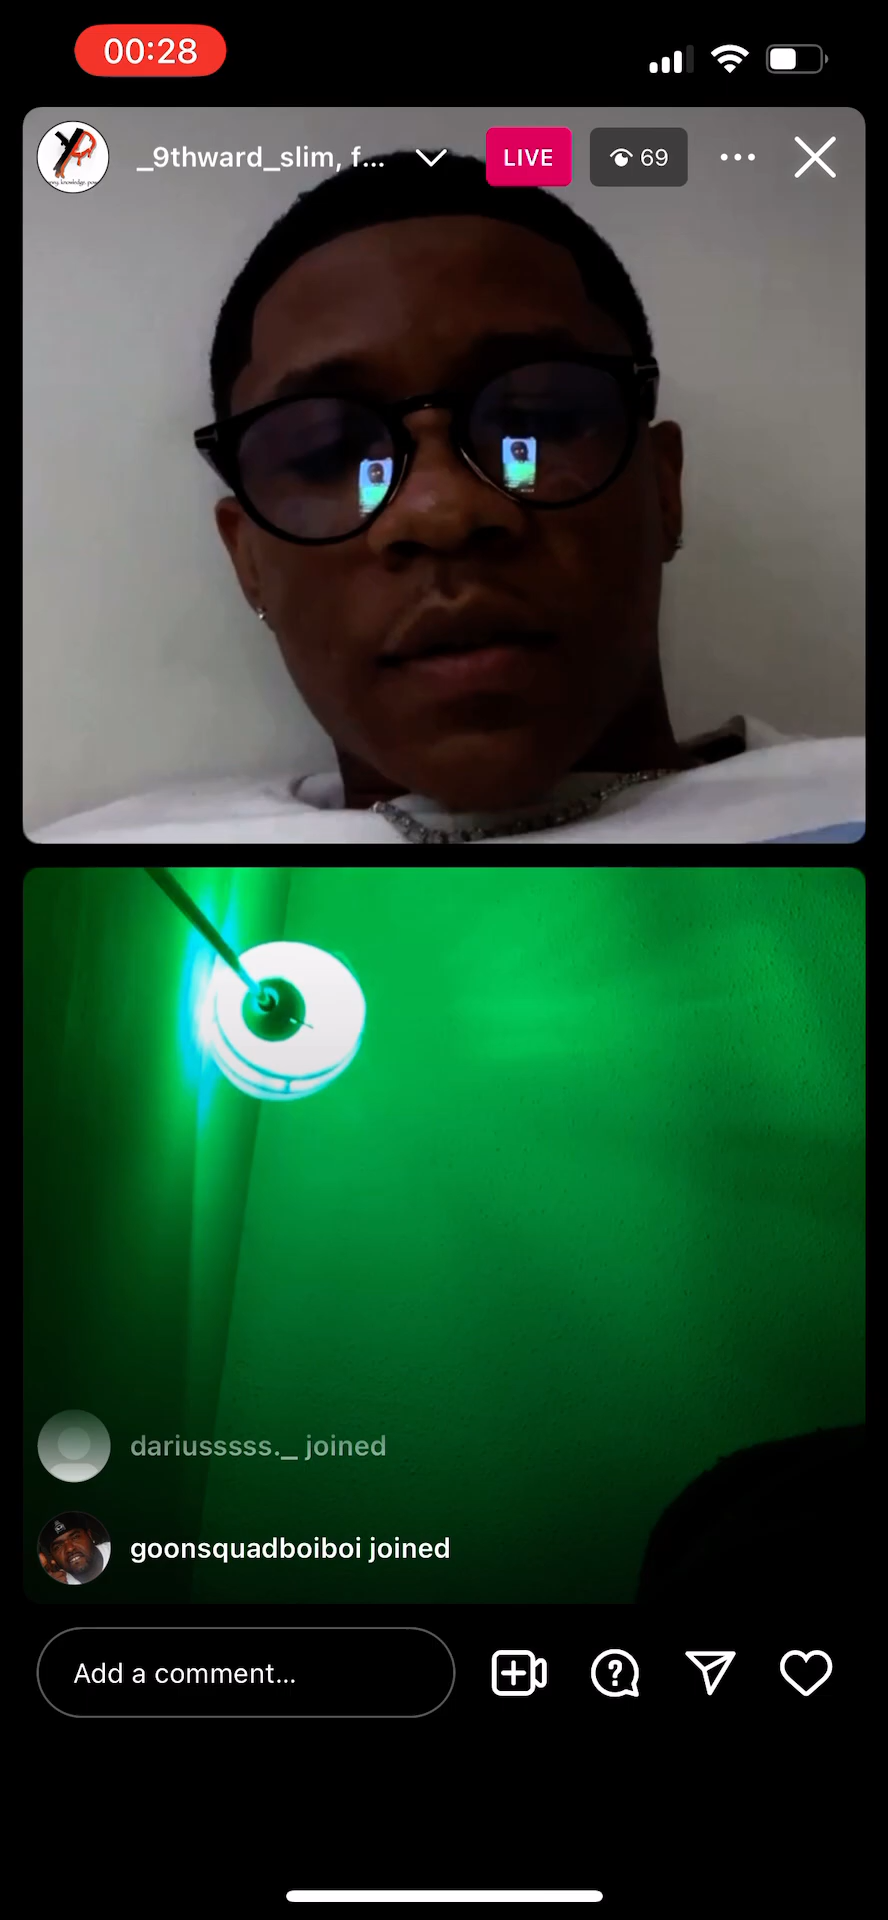 00:28
_9thward_slim, f...
LIVE
69
dariusssss._ joined
goonsquadboiboi joined
Add a comment...